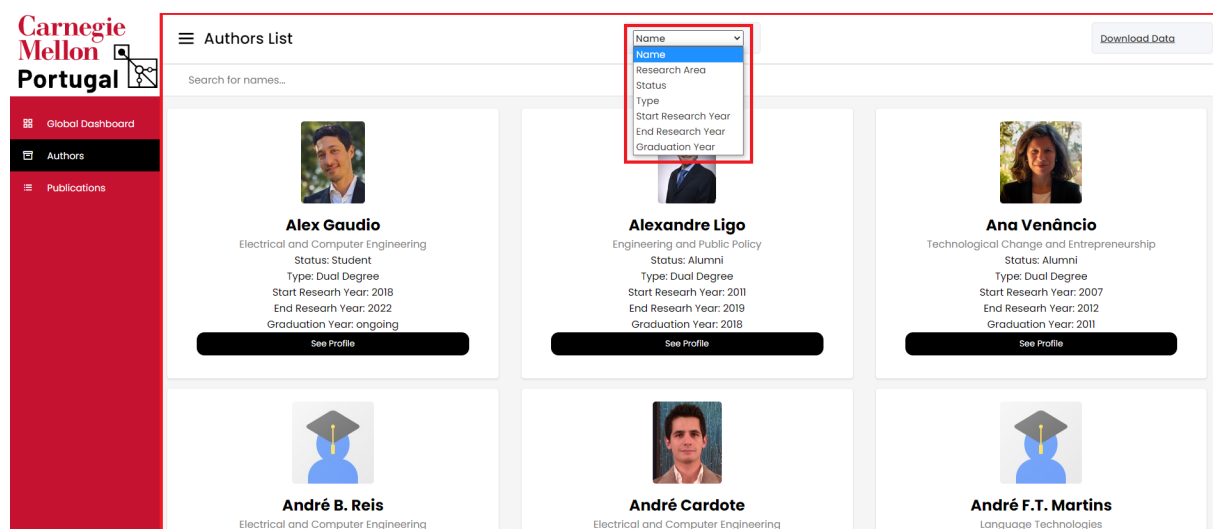 Carnegie
Mellon
Portugal
Global Dashboard
Authors
Publications
Authors List
Name
Download Data
Name
Research Area
Status
Type
Start Research Year
End Research Year
Graduation Year
Search for names...
Alex Gaudio
Electrical and Computer Engineering
Status: Student
Type: Dual Degree
Start Researh Year: 2018
End Researh Year: 2022
Graduation Year: ongoing
See Profile
Alexandre Ligo
Engineering and Public Policy
Status: Alumni
Type: Dual Degree
Start Researh Year: 2011
End Researh Year: 2019
Graduation Year: 2018
See Profile
Ana Venâncio
Technological Change and Entrepreneurship
Status: Alumni
Type: Dual Degree
Start Researh Year: 2007
End Researh Year: 2012
Graduation Year: 2011
See Profile
André B. Reis
Electrical and Computer Engineering
André Cardote
Electrical and Computer Engineering
André F.T. Martins
Language Technologies